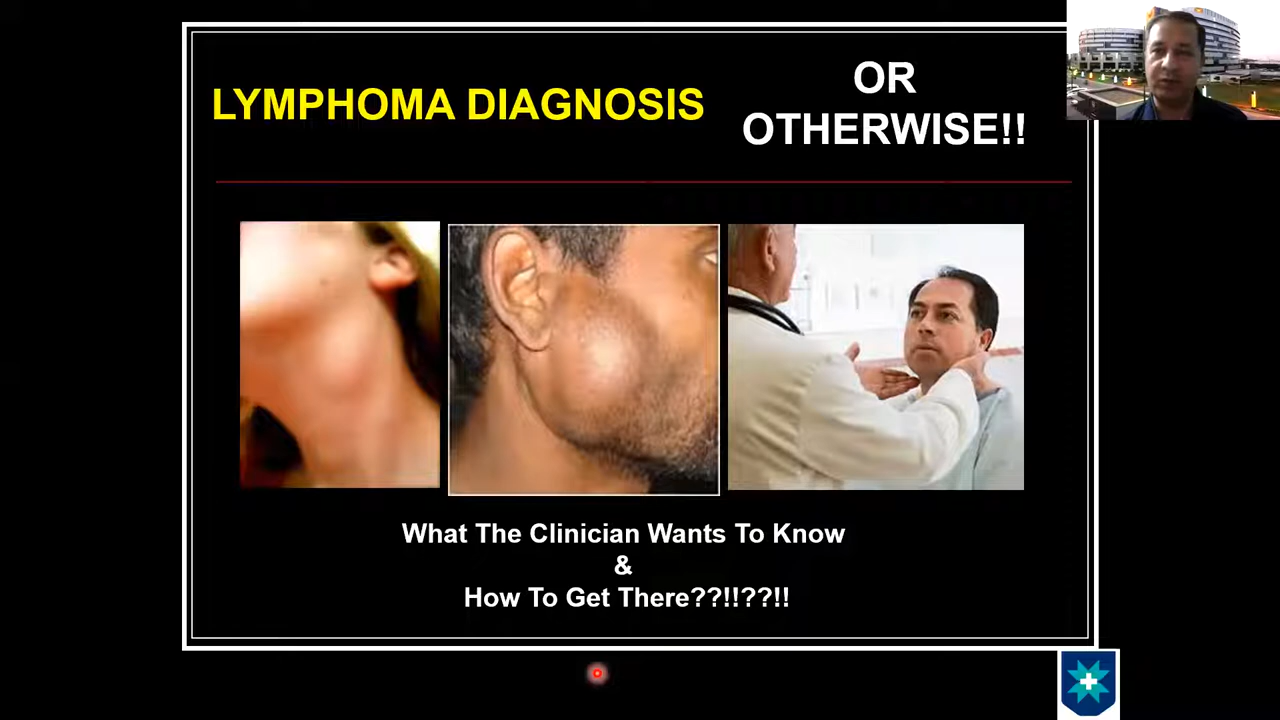 LYMPHOMA DIAGNOSIS
OR
OTHERWISE!!
What The Clinician Wants To Know
&
How To Get There??!!??!!